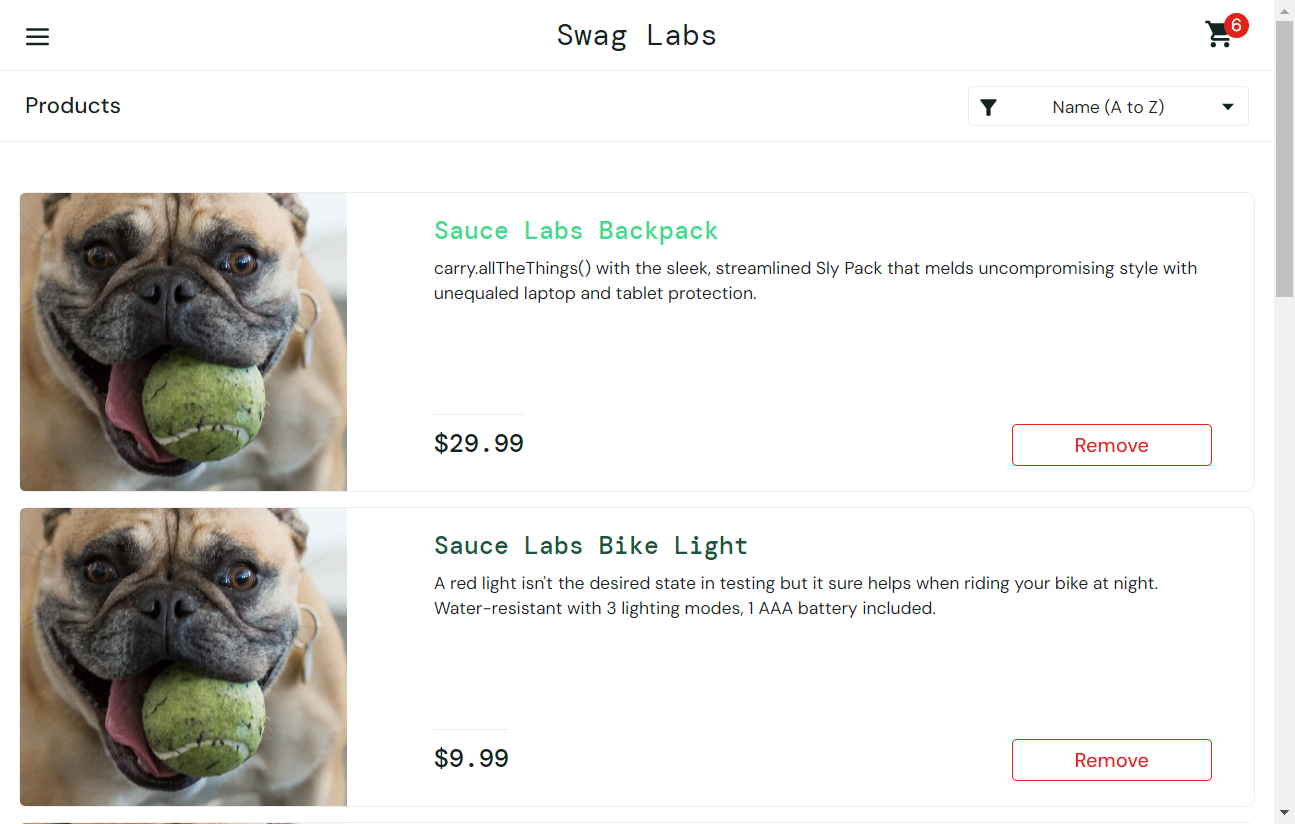 Swag Labs
6
Products
Name (A to Z)
Sauce Labs Backpack
carry.allTheThings() with the sleek, streamlined Sly Pack that melds uncompromising style with
unequaled laptop and tablet protection.
$29.99
Remove
Sauce Labs Bike Light
A red light isn't the desired state in testing but it sure helps when riding your bike at night.
Water-resistant with 3 lighting modes, 1 AAA battery included.
$9.99
Remove